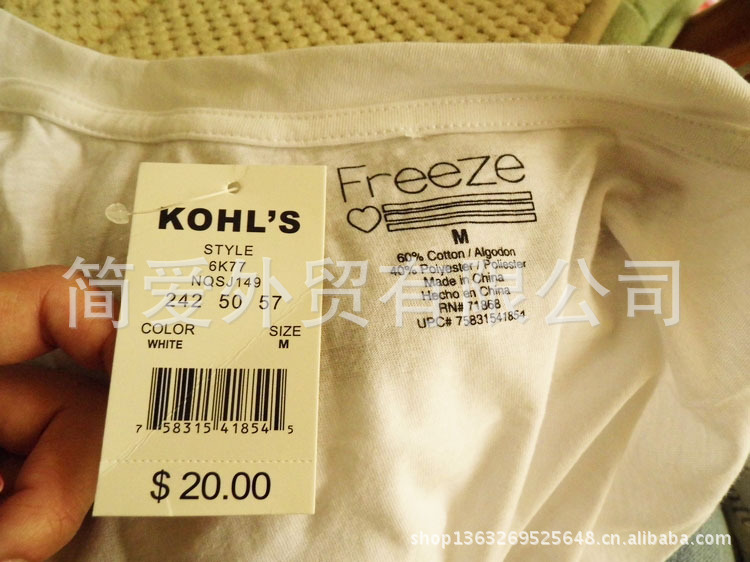 KOHL'S
STYLE
6K77
NQSJ149
242 50 57
COLOR SIZE
WHITE M
7 58315 41854 5
$ 20.00
Freeze
M
60% Cotton / Algodon
40% Polyester / Poliester
Made in China
Hecho en China
RN# 71868
UPC# 75831541854
简爱外贸有限公司
shop1363269525648.cn.alibaba.com